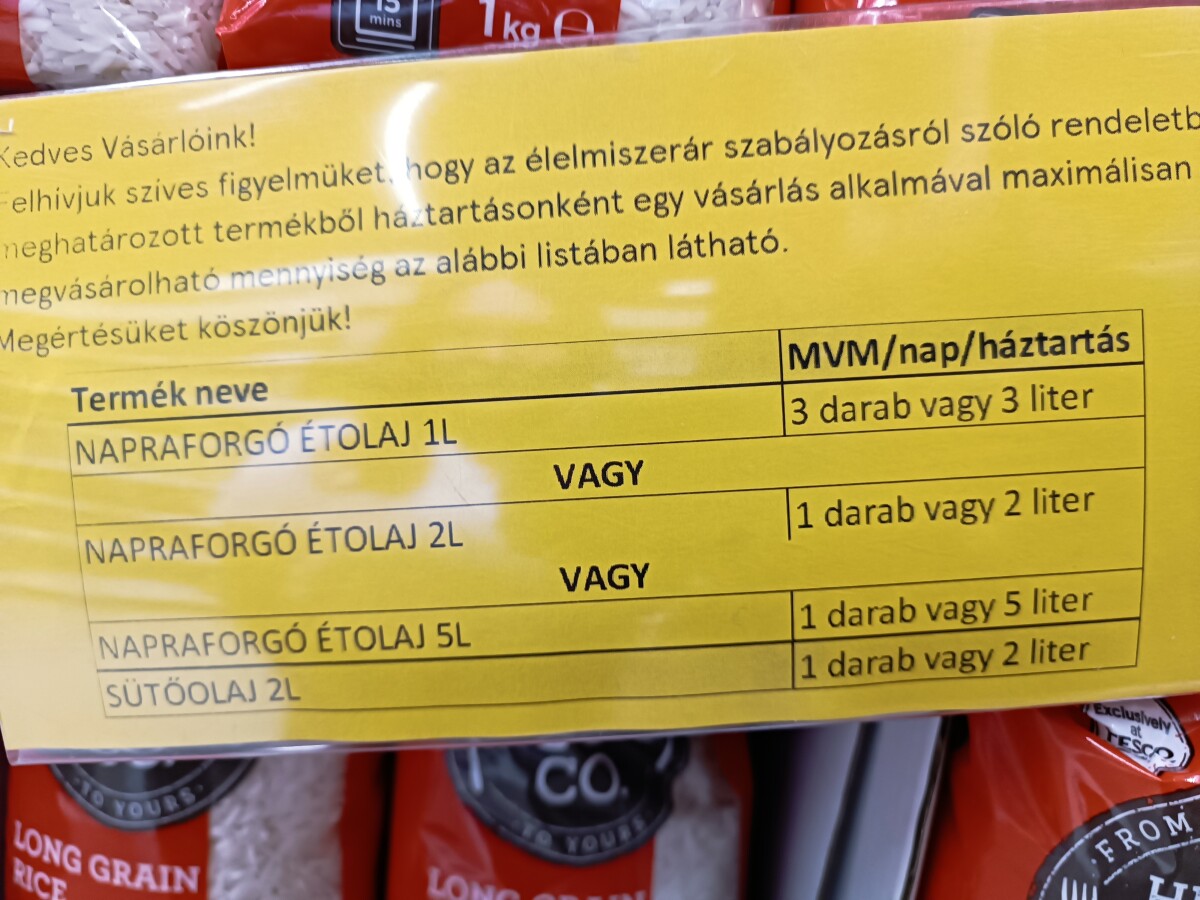 15
mins
1kg
Kedves Vásárlóink!
Felhívjuk szíves figyelmüket, hogy az élelmiszerár szabályozásról szóló rendeletb
meghatározott termékből háztartásonként egy vásárlás alkalmával maximálisan
megvásárolható mennyiség az alábbi listában látható.
Megértésüket köszönjük!
Termék neve MVM/nap/háztartás
NAPRAFORGÓ ÉTOLAJ 1L 3 darab vagy 3 liter
VAGY
NAPRAFORGÓ ÉTOLAJ 2L 1 darab vagy 2 liter
VAGY
NAPRAFORGÓ ÉTOLAJ 5L 1 darab vagy 5 liter
SÜTŐOLAJ 2L 1 darab vagy 2 liter
TO YOURS
LONG GRAIN
RICE
CO.
TO YOURS
LONG GRAIN
Exclusively
at
TESCO
FROM